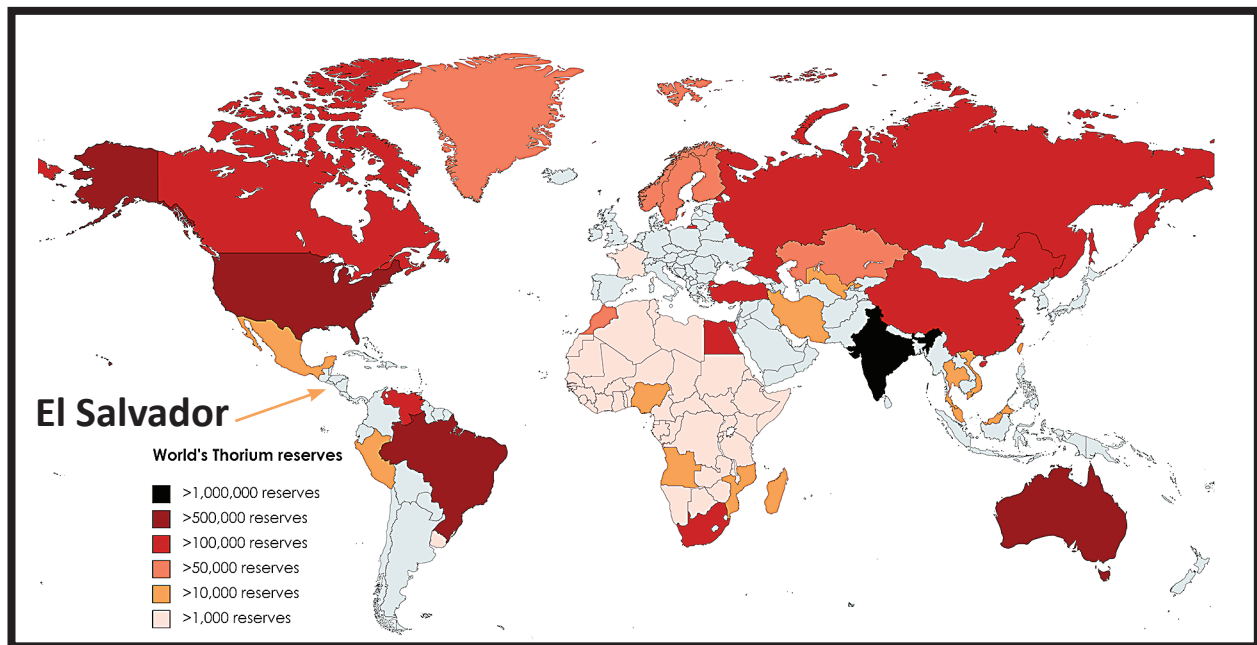 El Salvador
World's Thorium reserves
>1,000,000 reserves
>500,000 reserves
>100,000 reserves
>50,000 reserves
>10,000 reserves
>1,000 reserves